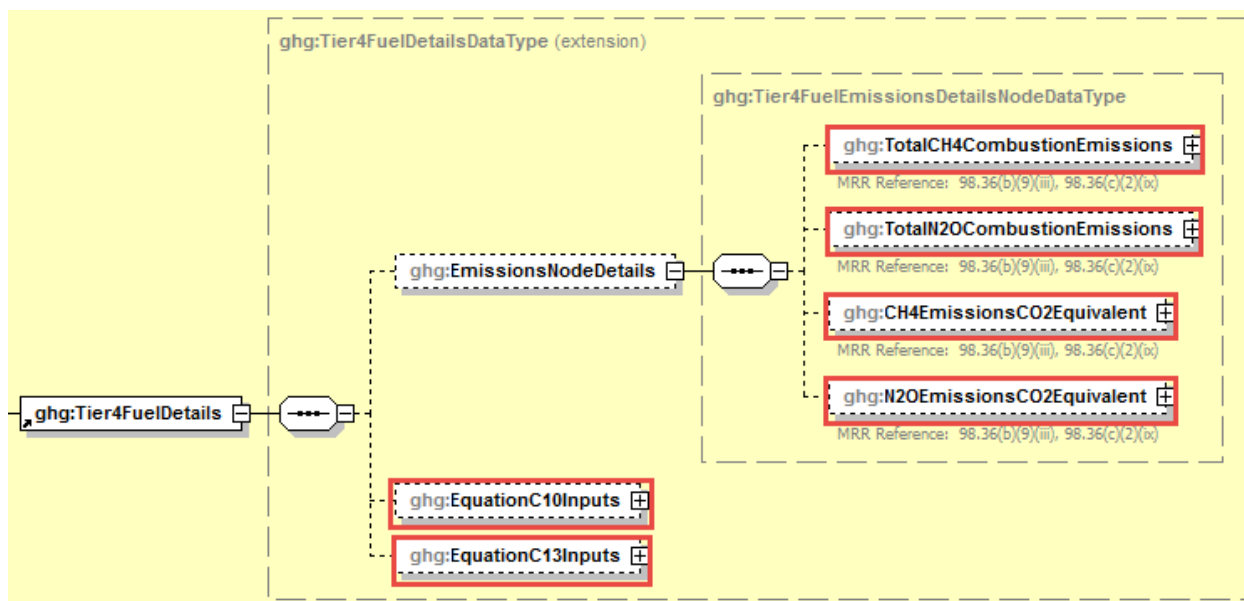 ghg:Tier4FuelDetailsDataType (extension)
ghg:Tier4FuelEmissionsDetailsNodeDataType
ghg:TotalCH4CombustionEmissions
MRR Reference: 98.36(b)(9)(iii), 98.36(c)(2)(ix)
ghg:TotalN2OCombustionEmissions
MRR Reference: 98.36(b)(9)(iii), 98.36(c)(2)(ix)
ghg:EmissionsNodeDetails
ghg:CH4EmissionsCO2Equivalent
MRR Reference: 98.36(b)(9)(iii), 98.36(c)(2)(ix)
ghg:N2OEmissionsCO2Equivalent
MRR Reference: 98.36(b)(9)(iii), 98.36(c)(2)(ix)
ghg:Tier4FuelDetails
ghg:EquationC10Inputs
ghg:EquationC13Inputs